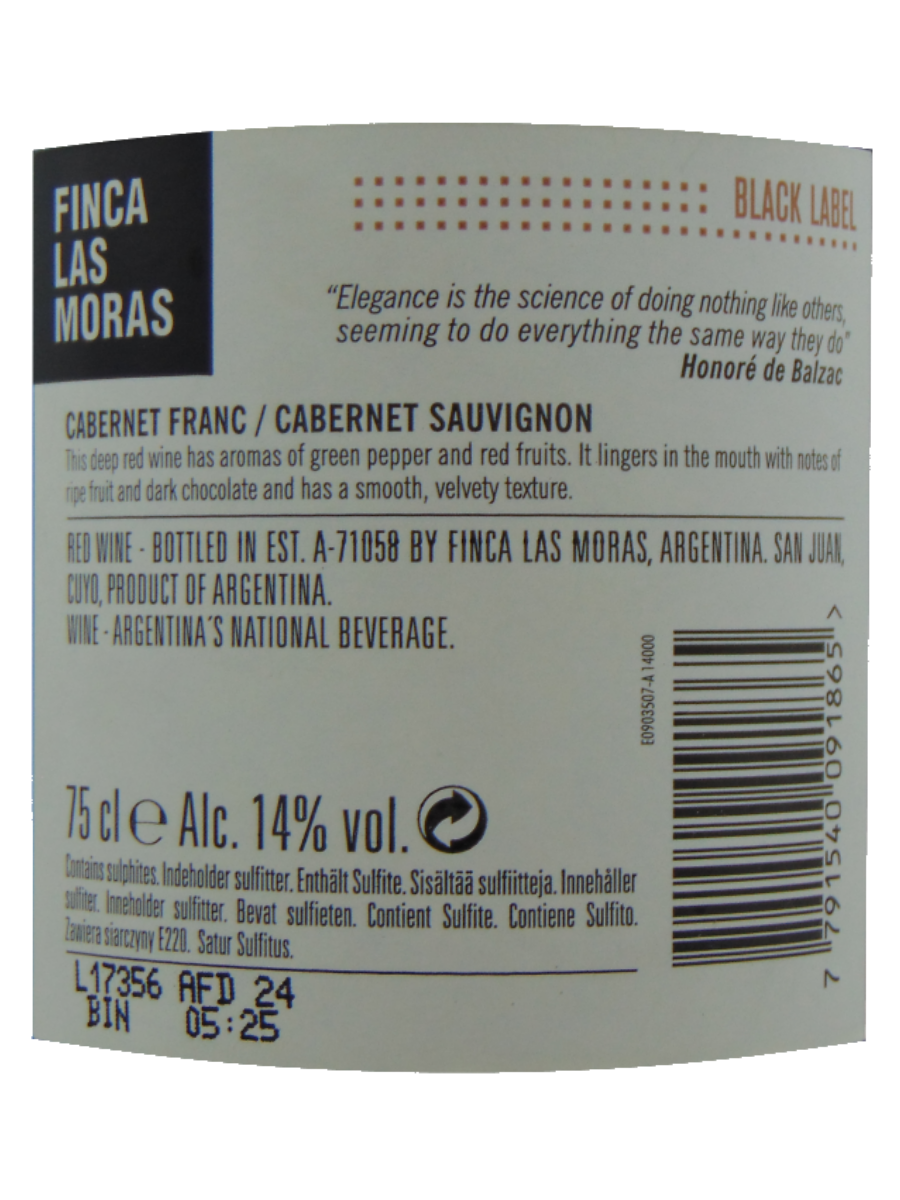 FINCA
LAS
MORAS
BLACK LABEL
“Elegance is the science of doing nothing like others,
seeming to do everything the same way they do”
Honoré de Balzac
CABERNET FRANC / CABERNET SAUVIGNON
This deep red wine has aromas of green pepper and red fruits. It lingers in the mouth with notes of
ripe fruit and dark chocolate and has a smooth, velvety texture.
RED WINE - BOTTLED IN EST. A-71058 BY FINCA LAS MORAS, ARGENTINA. SAN JUAN,
CUYO, PRODUCT OF ARGENTINA.
WINE - ARGENTINA´S NATIONAL BEVERAGE.
E0903507-A14000
7 791540 091865 >
75 cl ℮ Alc. 14% vol.
Contains sulphites. Indeholder sulfitter. Enthält Sulfite. Sisältää sulfiitteja. Innehåller
sulfiter. Inneholder sulfitter. Bevat sulfieten. Contient Sulfite. Contiene Sulfito.
Zawiera siarczyny E220. Satur Sulfitus.
L17356 AFD 24
BIN 05:25